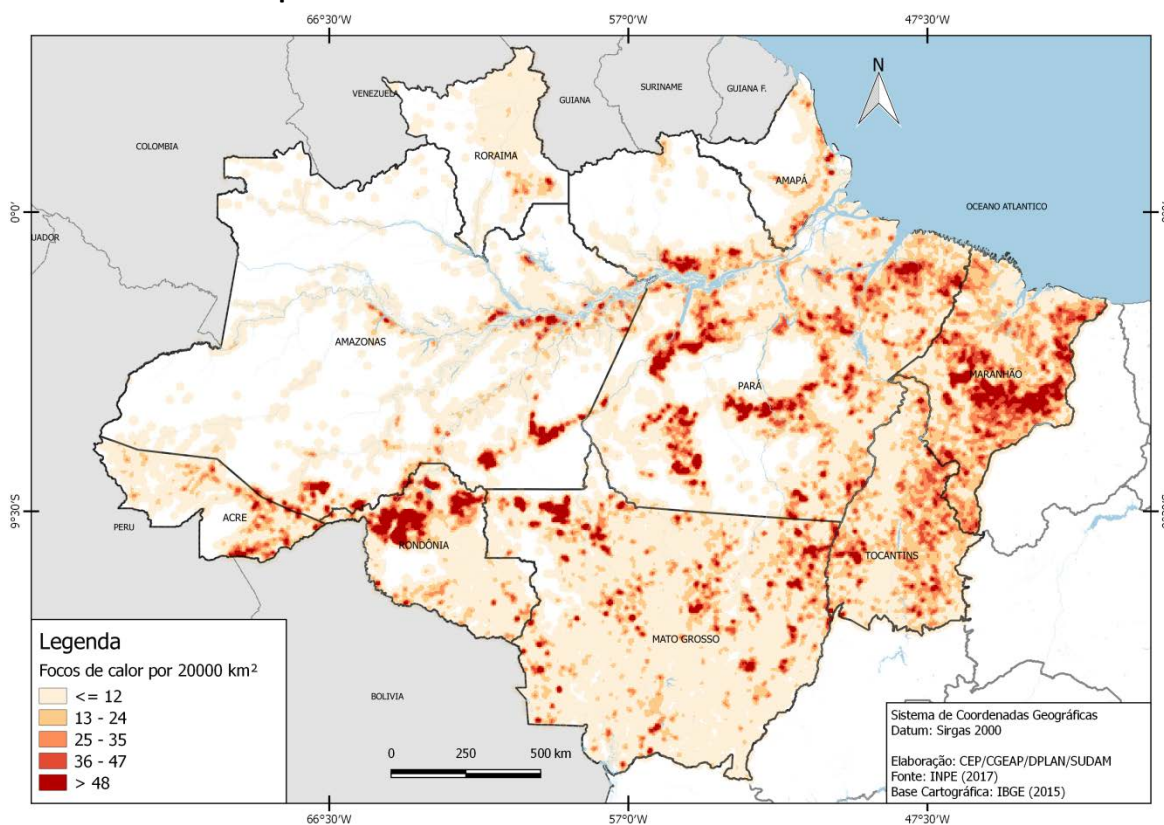 66°30'W 57°0'W 47°30'W
N
VENEZUELA
GUIANA
SURINAME
GUIANA F.
COLOMBIA
RORAIMA
AMAPÁ
OCEANO ATLANTICO
0°0'
UADOR
AMAZONAS
PARÁ
MARANHÃO
9°30'S
PERU
ACRE
RONDÔNIA
TOCANTINS
MATO GROSSO
BOLIVIA
Legenda
Focos de calor por 20000 km²
<= 12
13 - 24
25 - 35
36 - 47
> 48
0 250 500 km
Sistema de Coordenadas Geográficas
Datum: Sirgas 2000
Elaboração: CEP/CGEAP/DPLAN/SUDAM
Fonte: INPE (2017)
Base Cartográfica: IBGE (2015)
66°30'W 57°0'W 47°30'W